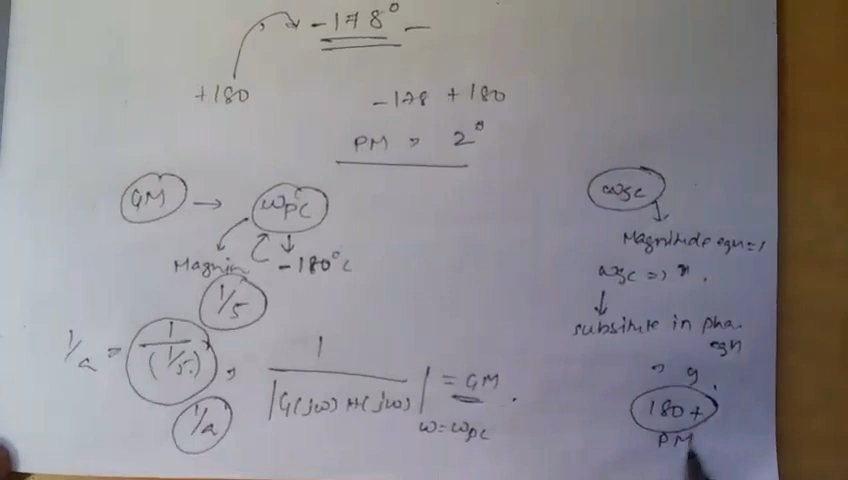 -178°
+180
-178 +180
PM = 2°
GM → ωpc
Magnin -180°
1/5
1/a = 1/(1/5) = 1/|G(jω)H(jω)| = GM.
ω=ωpc
1/a
ωgc
Magnitude eqn=1
ωgc => x.
substitute in pha.
eqn
= y
180+
PM